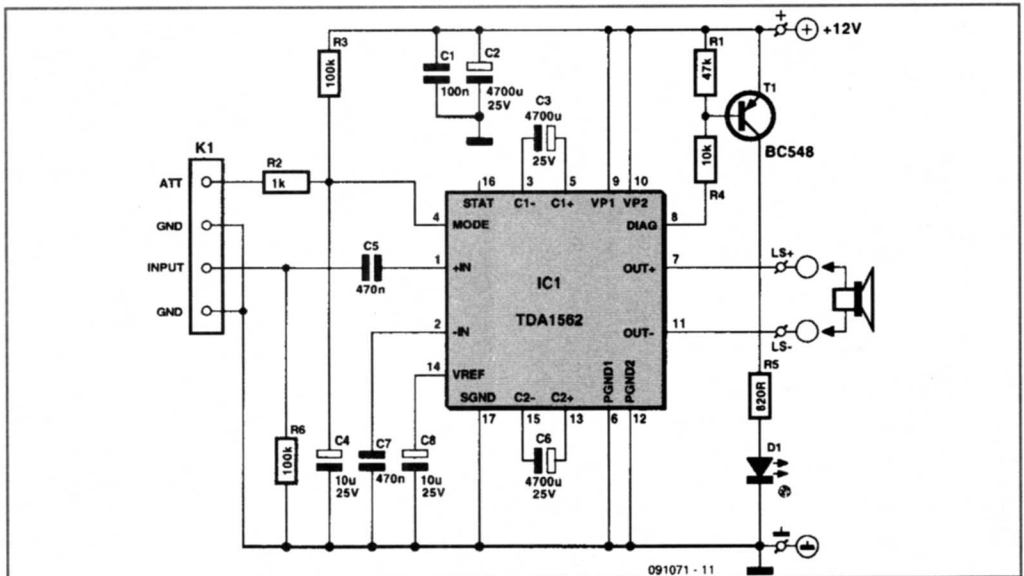 +
+12V
R3
100k
C1
100n
C2
4700u
25V
R1
47k
T1
BC548
C3
4700u
25V
10k
R4
K1
ATT
GND
INPUT
GND
R2
1k
16
3
5
9
10
STAT
C1-
C1+
VP1
VP2
4
MODE
DIAG
8
C5
470n
1
+IN
OUT+
7
LS+
IC1
TDA1562
2
-IN
OUT-
11
LS-
14
VREF
SGND
C2-
C2+
PGND1
PGND2
17
15
13
6
12
R5
820R
R6
100k
C4
10u
25V
C7
470n
C8
10u
25V
C6
4700u
25V
D1
091071 - 11